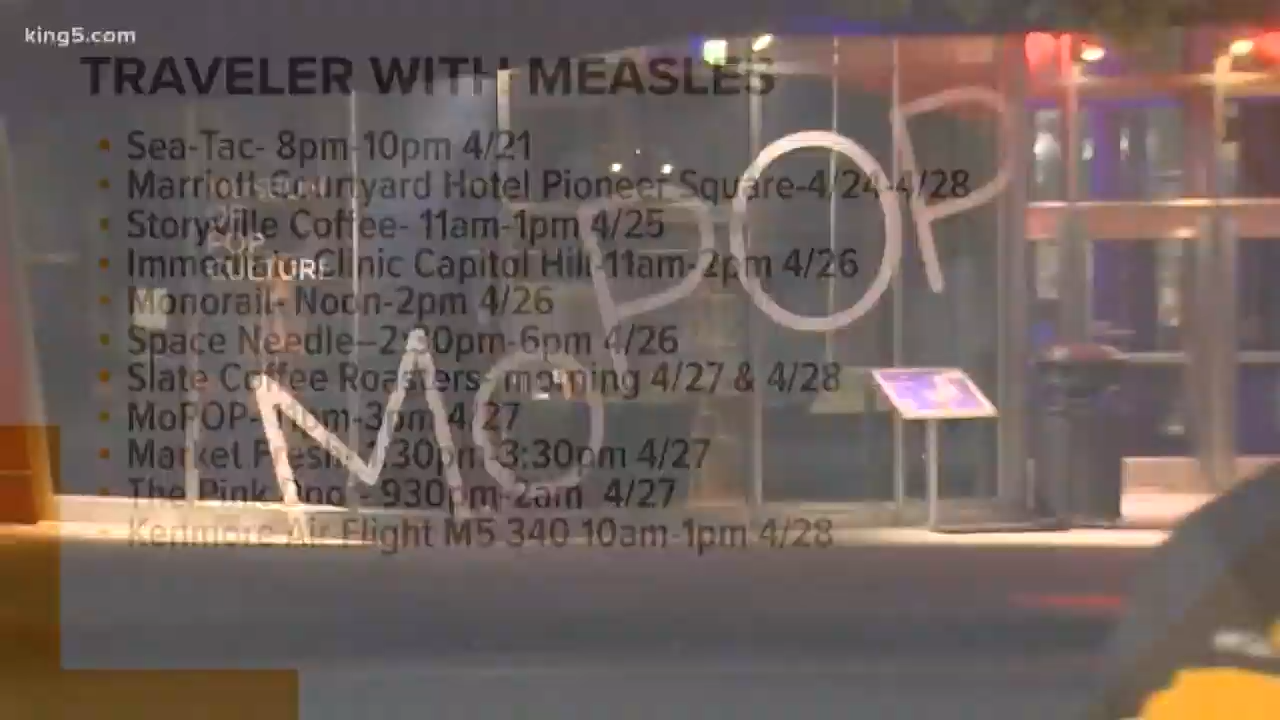 king5.com
TRAVELER WITH MEASLES
• Sea-Tac- 8pm-10pm 4/21
• Marriott Courtyard Hotel Pioneer Square-4/24-4/28
• Storyville Coffee- 11am-1pm 4/25
• Immediate Clinic Capitol Hill-11am-2pm 4/26
• Monorail- Noon-2pm 4/26
• Space Needle—2:30pm-6pm 4/26
• Slate Coffee Roasters- morning 4/27 & 4/28
• MoPOP- 3pm 4/27
• Market Fresh 3:30pm 4/27
• The Pink 930pm-2am 4/27
• Kenmore Air Flight M5 340 10am-1pm 4/28
POP
CULTURE
MOPOP